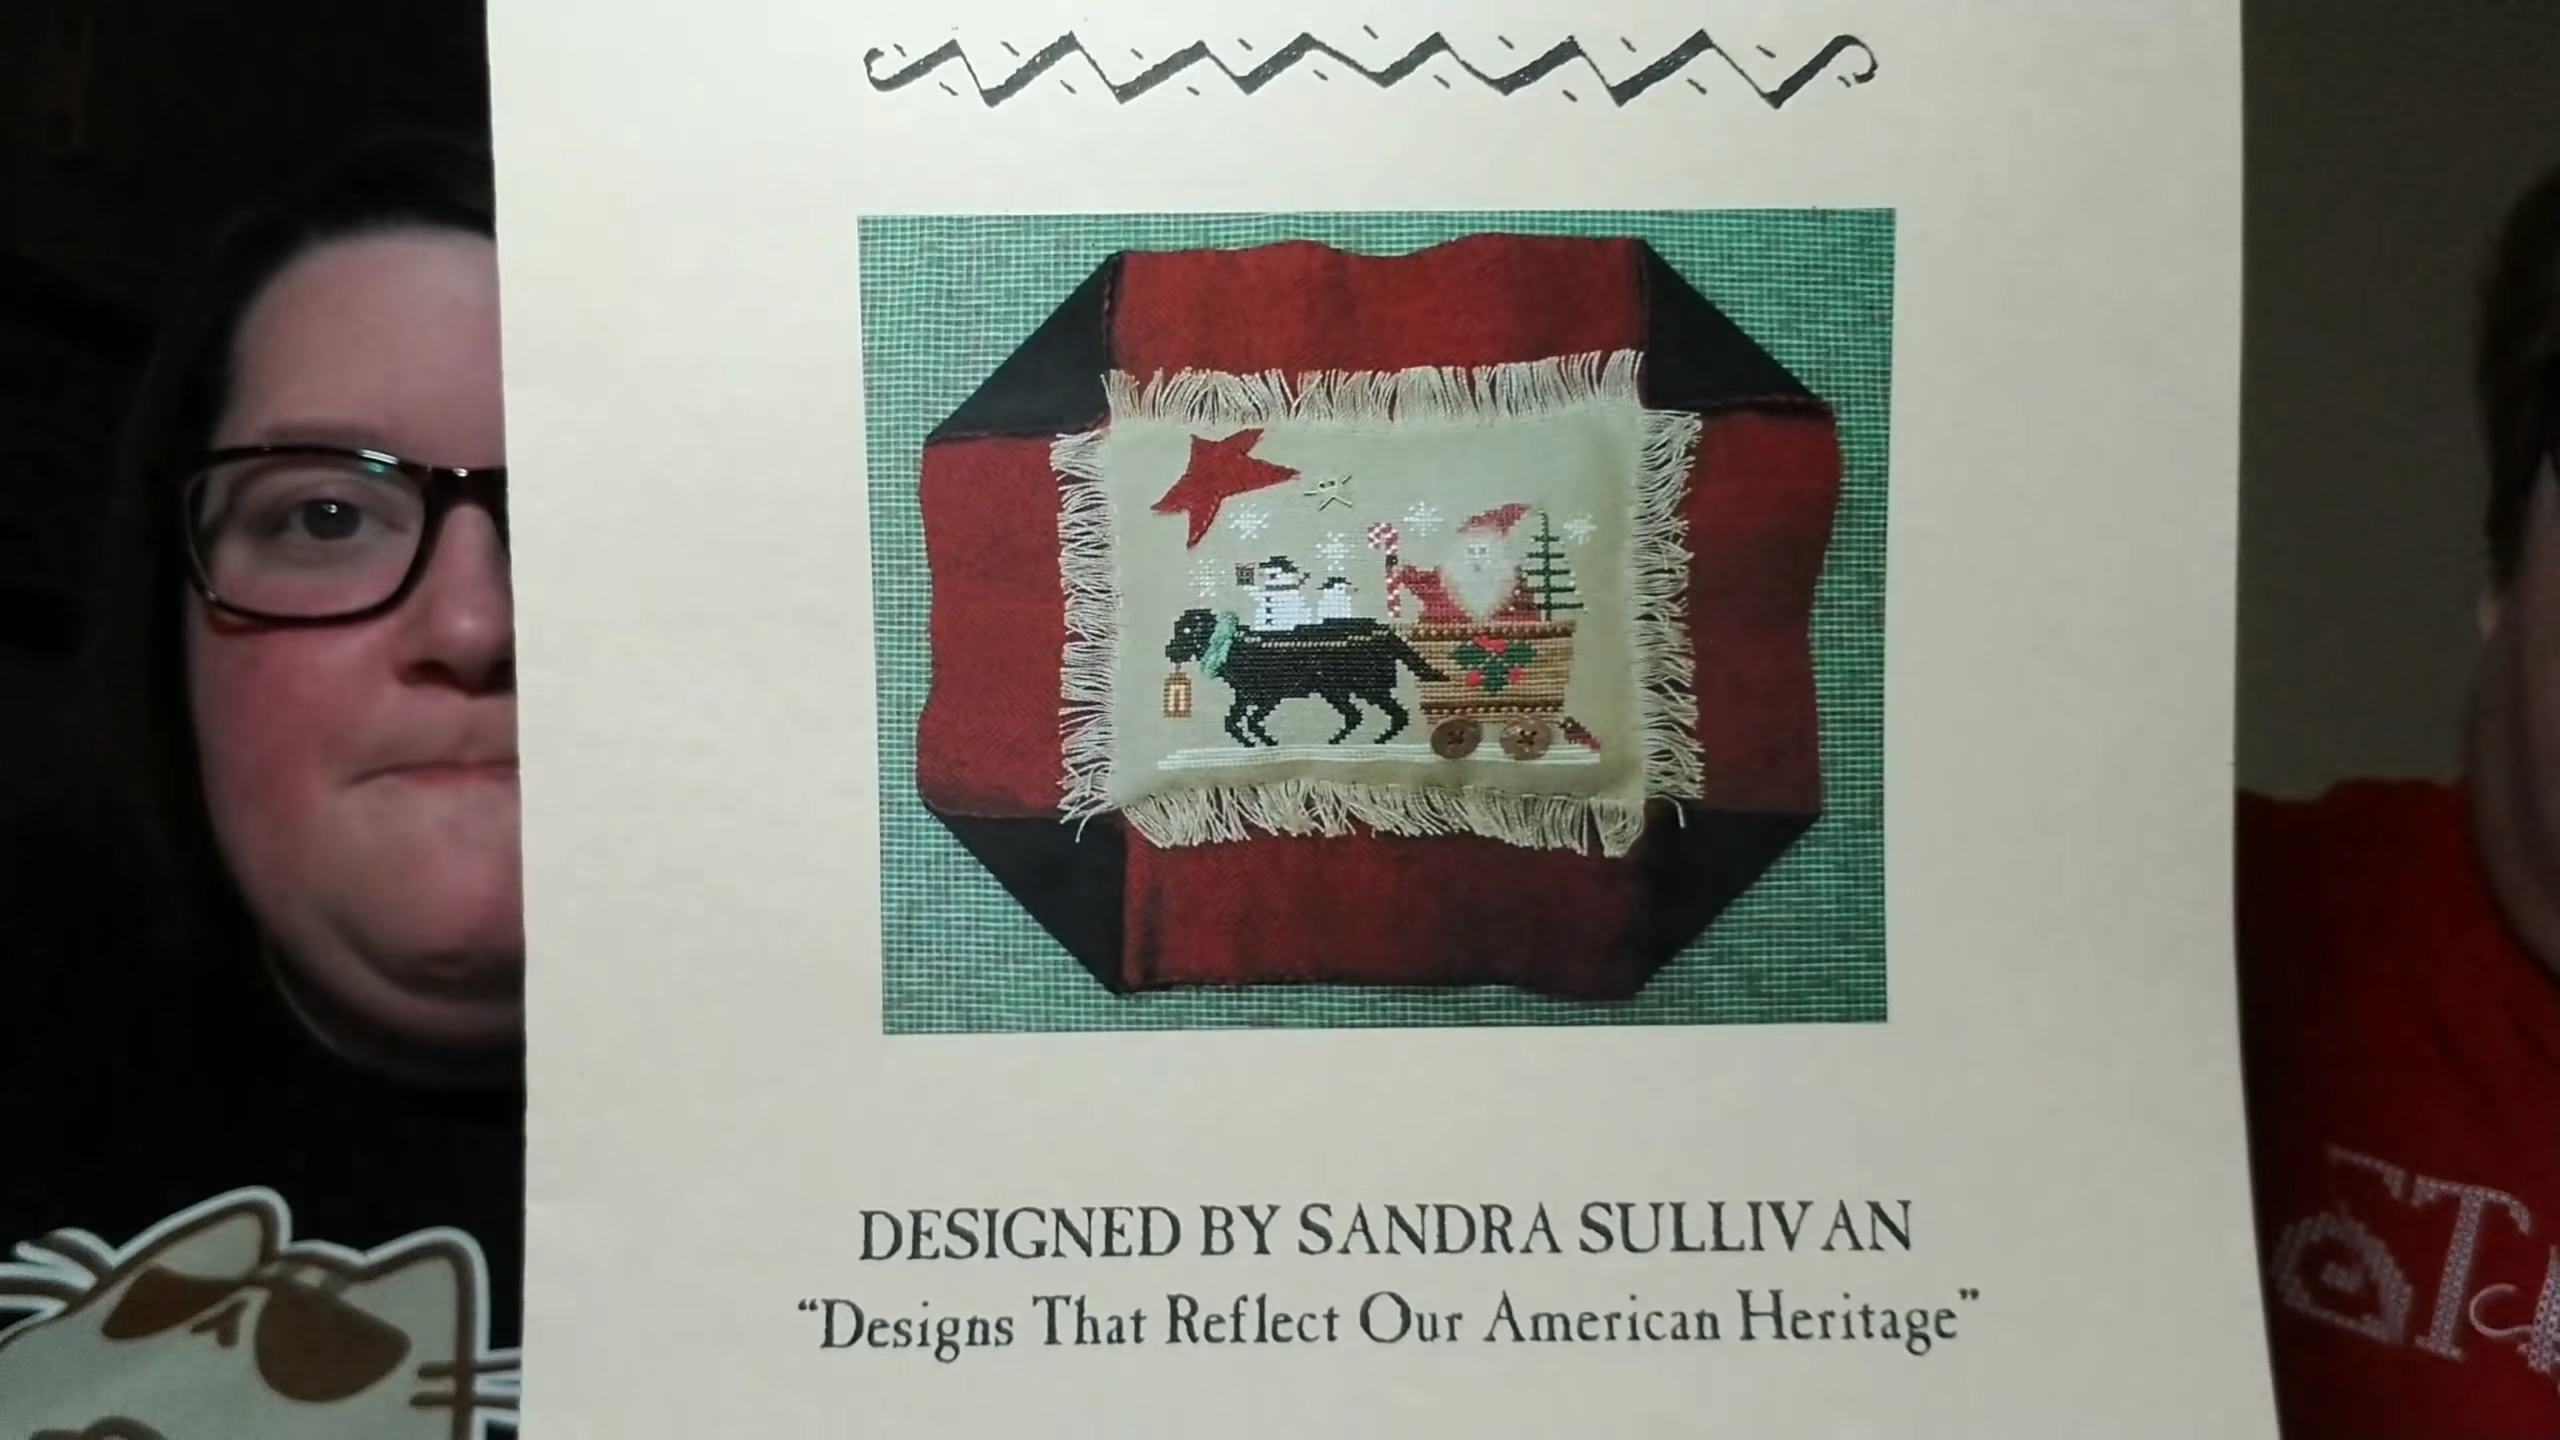 DESIGNED BY SANDRA SULLIVAN
“Designs That Reflect Our American Heritage”